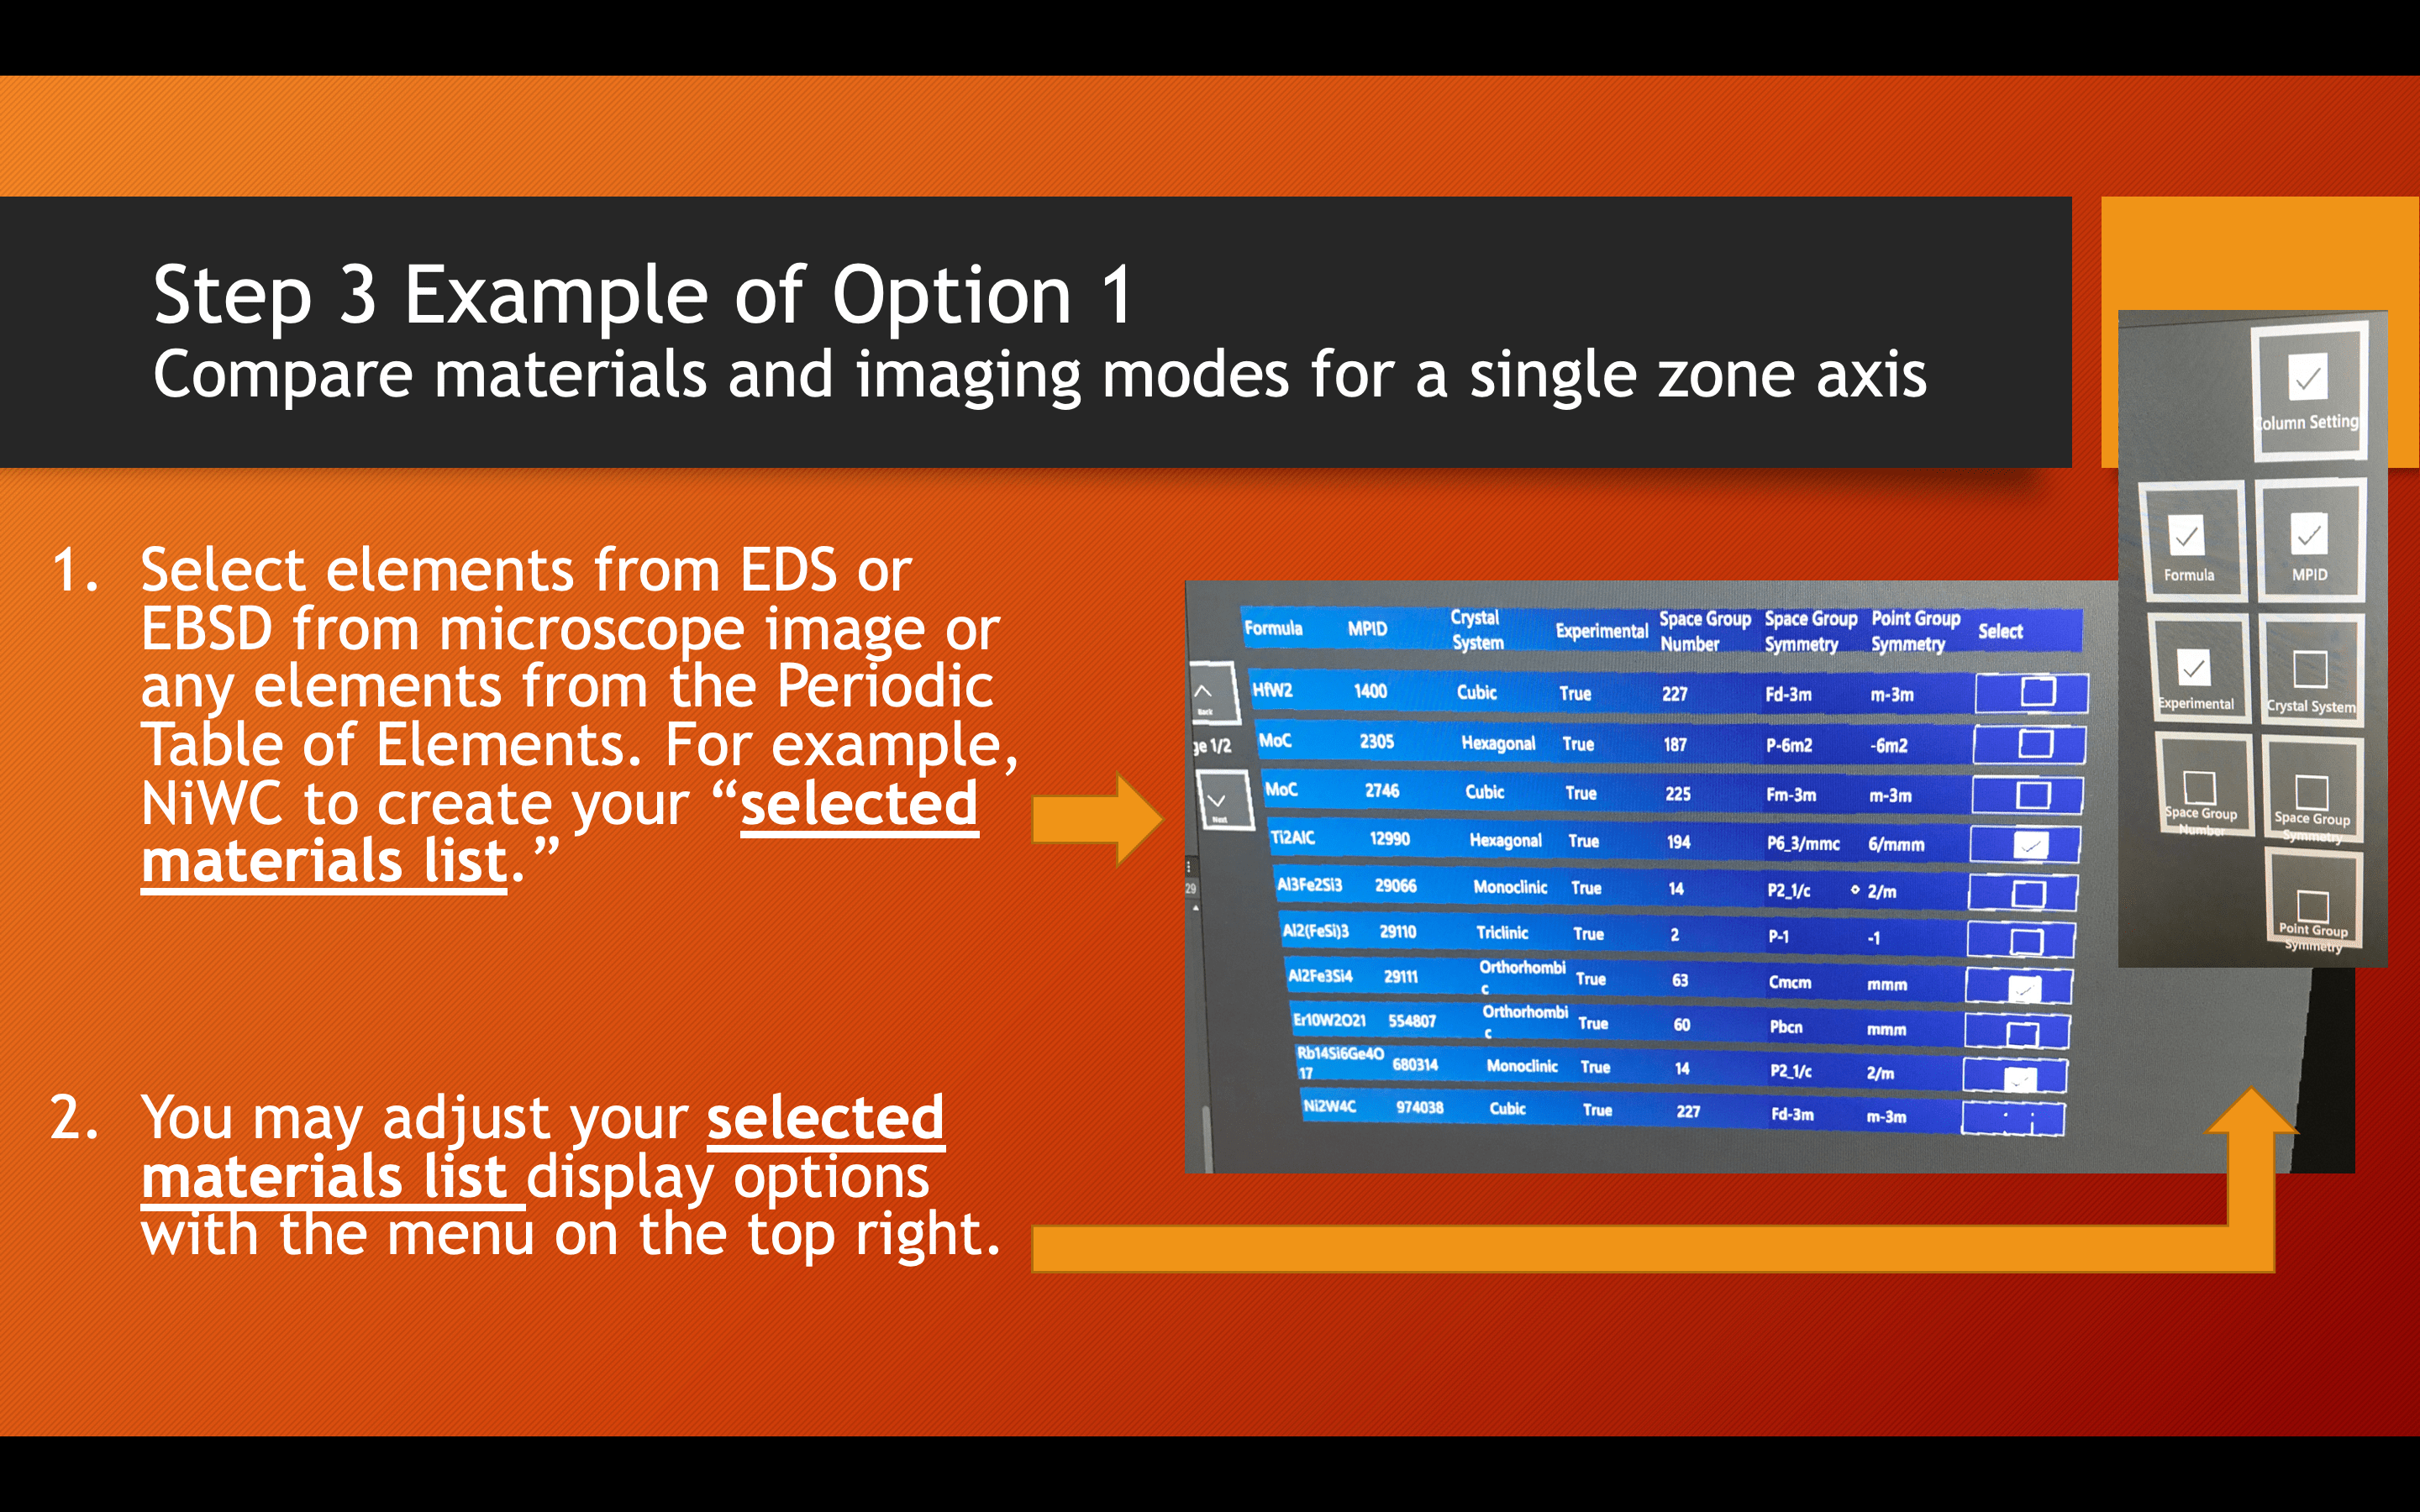 Step 3 Example of Option 1
Compare materials and imaging modes for a single zone axis
1. Select elements from EDS or
EBSD from microscope image or
any elements from the Periodic
Table of Elements. For example,
NiWC to create your “selected
materials list.”
2. You may adjust your selected
materials list display options
with the menu on the top right.
Formula MPID Crystal System Experimental Space Group Number Space Group Symmetry Point Group Symmetry Select
HfW2 1400 Cubic True 227 Fd-3m m-3m
MoC 2305 Hexagonal True 187 P-6m2 -6m2
MoC 2746 Cubic True 225 Fm-3m m-3m
Ti2AlC 12990 Hexagonal True 194 P6_3/mmc 6/mmm
Al3Fe2Si3 29066 Monoclinic True 14 P2_1/c 2/m
Al2(FeSi)3 29110 Triclinic True 2 P-1 -1
Al2Fe3Si4 29111 Orthorhombi
c True 63 Cmcm mmm
Er10W2O21 554807 Orthorhombi
c True 60 Pbcn mmm
Rb14Si6Ge4O
17 680314 Monoclinic True 14 P2_1/c 2/m
Ni2W4C 974038 Cubic True 227 Fd-3m m-3m
Back
ge 1/2
Next
29
Column Setting
Formula
MPID
Experimental
Crystal System
Space Group
Number
Space Group
Symmetry
Point Group
Symmetry